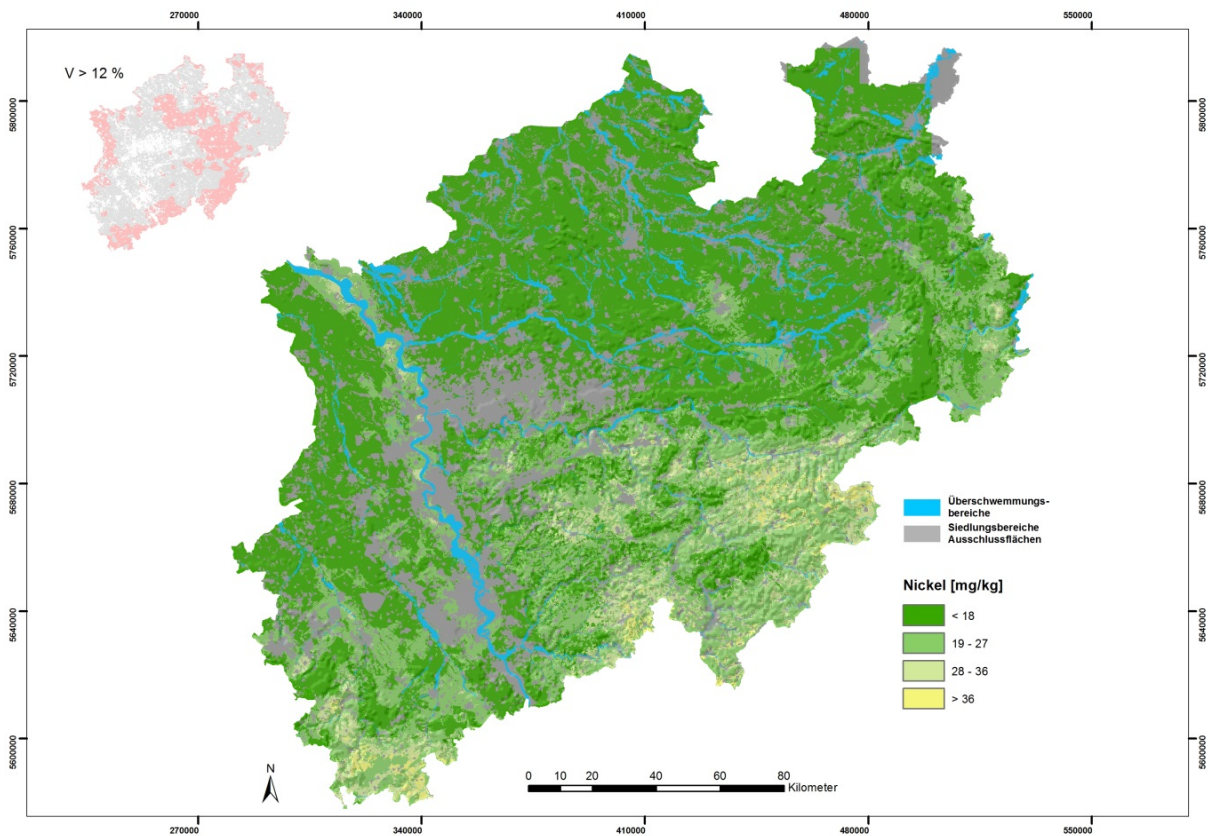 270000 340000 410000 480000 550000
V > 12 %
5800000 5800000
5760000 5760000
5720000 5720000
5680000 5680000
Überschwemmungs-
bereiche
Siedlungsbereiche
Ausschlussflächen
Nickel [mg/kg]
< 18
19 - 27
28 - 36
> 36
5640000 5640000
5600000 5600000
N
0 10 20 40 60 80
Kilometer
270000 340000 410000 480000 550000